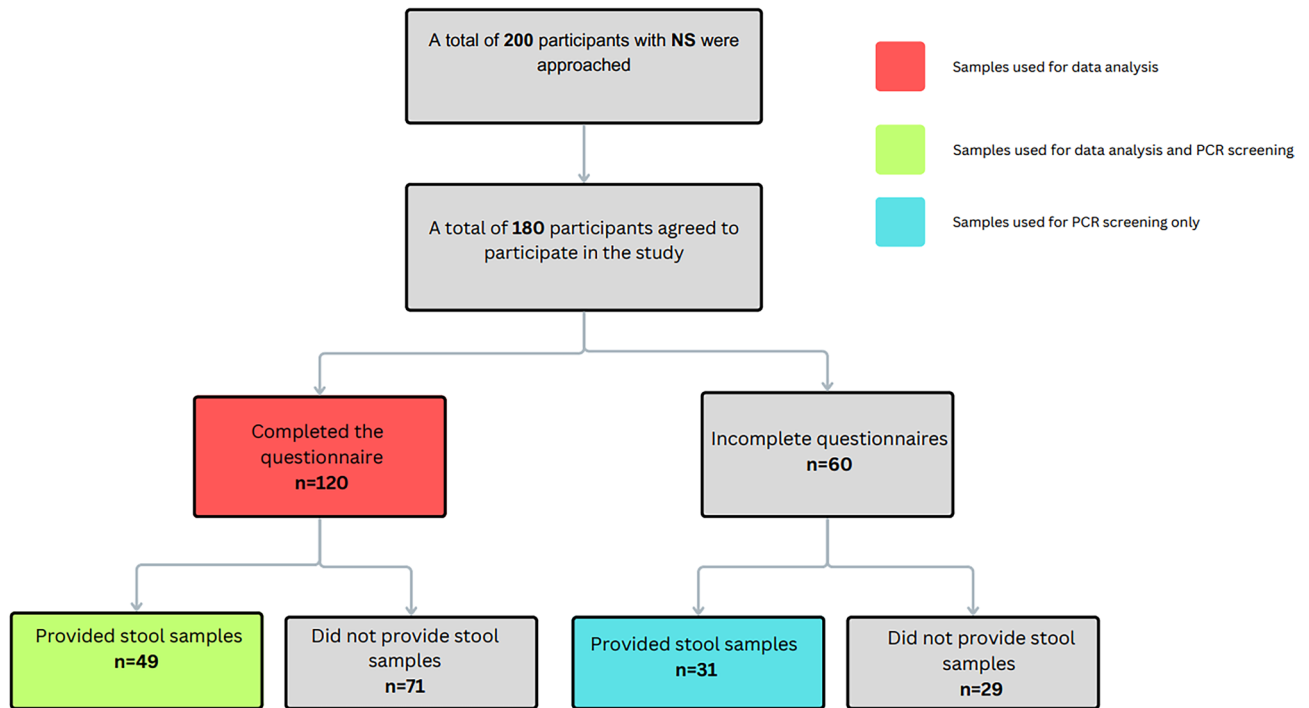 A total of 200 participants with NS were
approached
Samples used for data analysis
Samples used for data analysis and PCR screening
Samples used for PCR screening only
A total of 180 participants agreed to
participate in the study
Completed the
questionnaire
n=120
Incomplete questionnaires
n=60
Provided stool samples
n=49
Did not provide stool
samples
n=71
Provided stool samples
n=31
Did not provide stool
samples
n=29